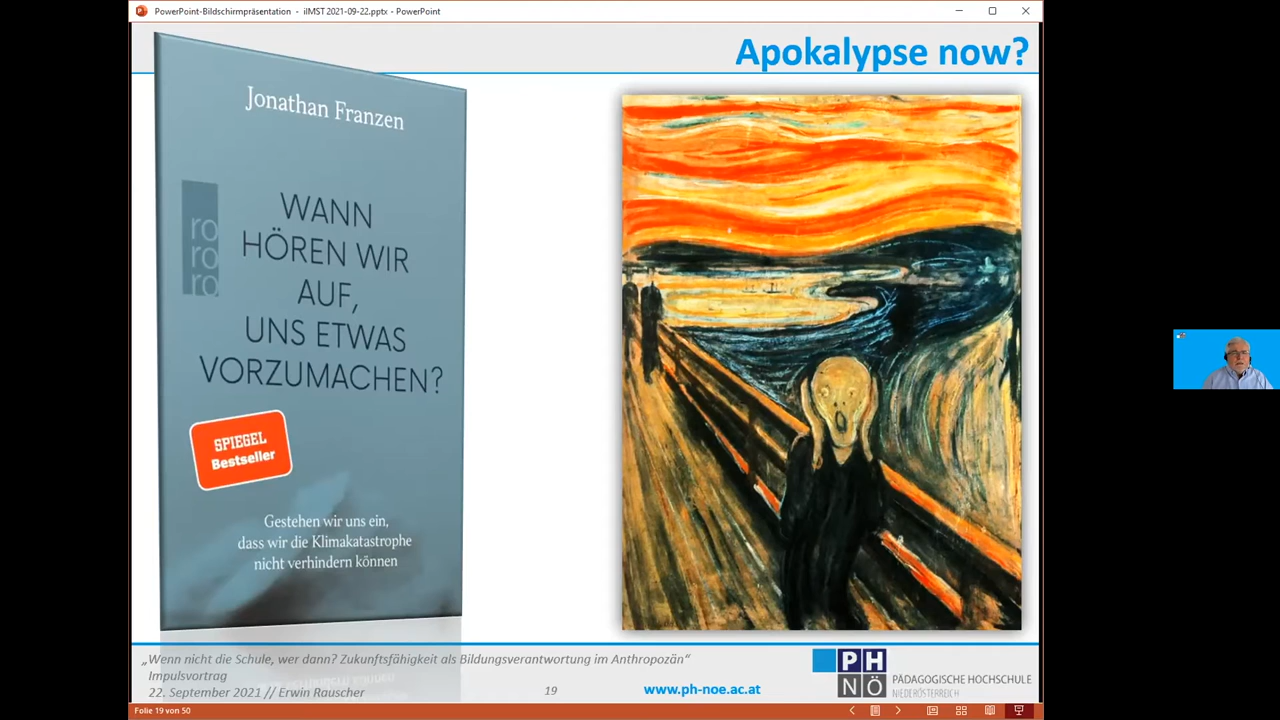 PowerPoint-Bildschirmpräsentation - iIMST 2021-09-22.pptx - PowerPoint
Apokalypse now?
Jonathan Franzen
ro
ro
ro
WANN
HÖREN WIR
AUF,
UNS ETWAS
VORZUMACHEN?
SPIEGEL
Bestseller
Gestehen wir uns ein,
dass wir die Klimakatastrophe
nicht verhindern können
„Wenn nicht die Schule, wer dann? Zukunftsfähigkeit als Bildungsverantwortung im Anthropozän“
Impulsvortrag
22. September 2021 // Erwin Rauscher
19
www.ph-noe.ac.at
PH
NÖ
PÄDAGOGISCHE HOCHSCHULE
NIEDERÖSTERREICH
Folie 19 von 50